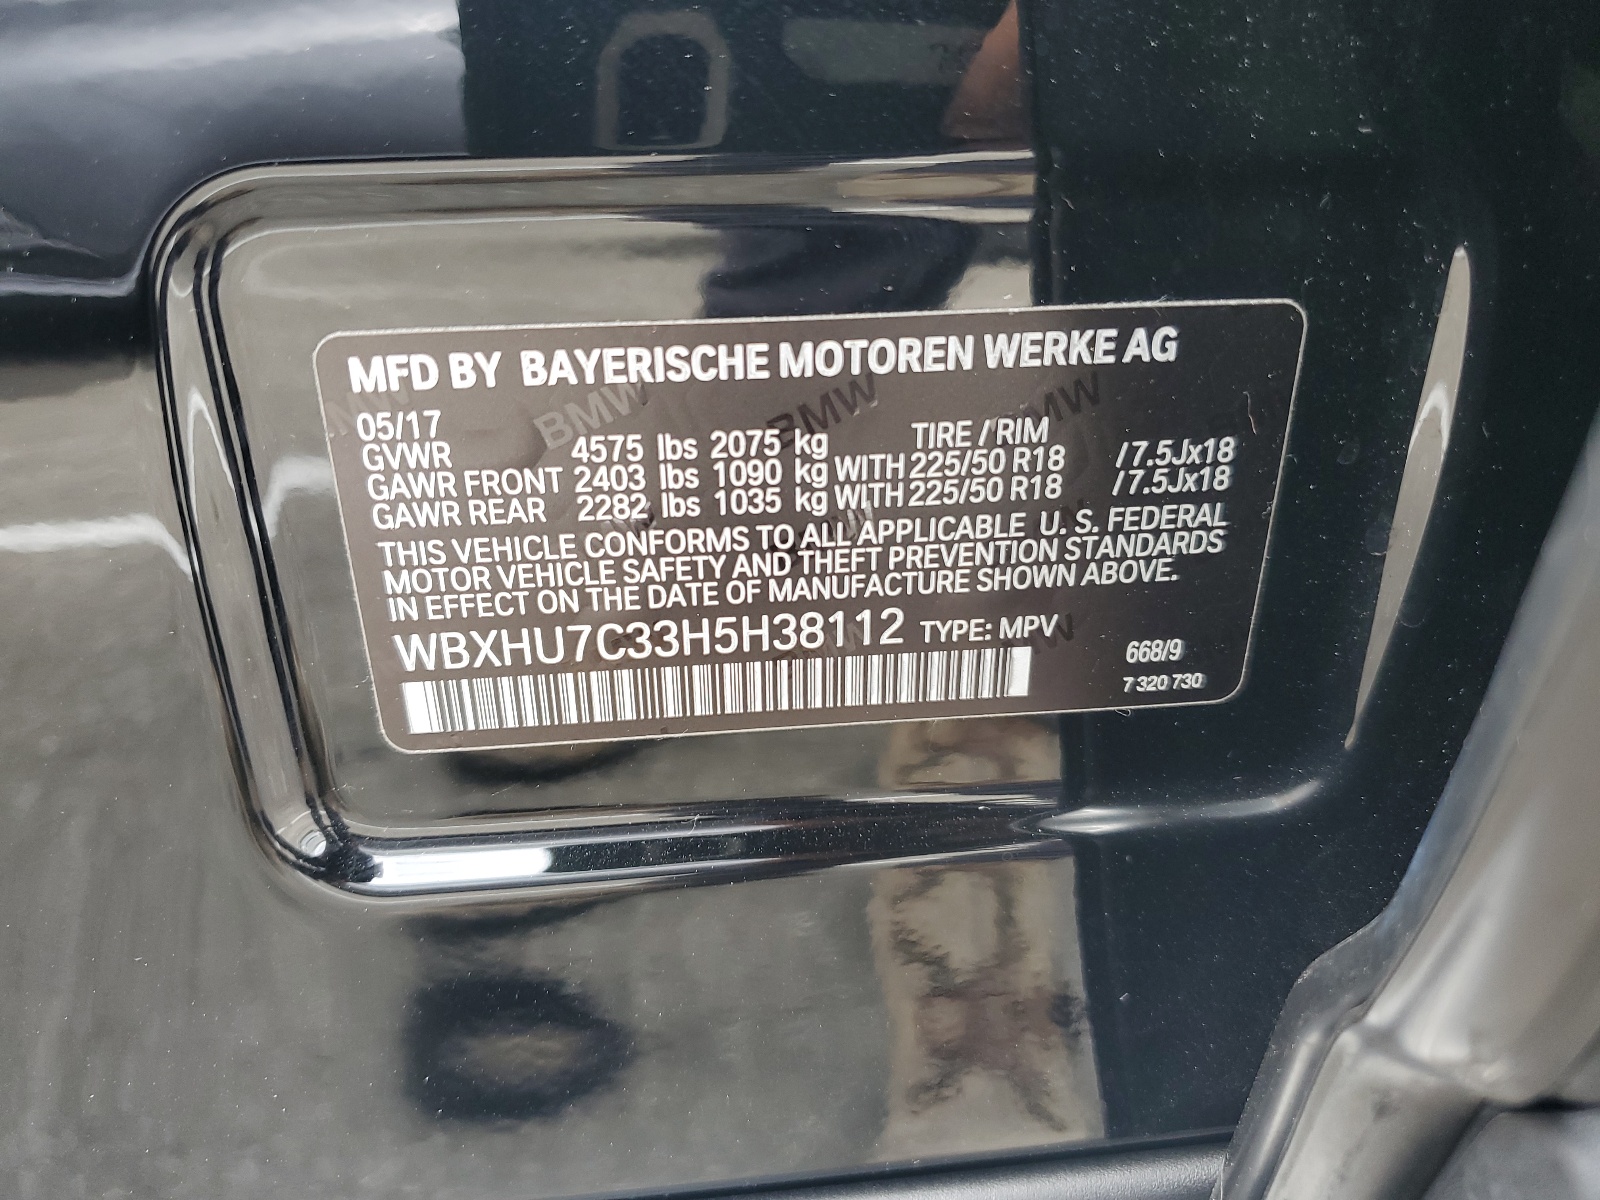 MFD BY BAYERISCHE MOTOREN WERKE AG
05/17 TIRE / RIM
GVWR 4575 lbs 2075 kg
GAWR FRONT 2403 lbs 1090 kg WITH 225/50 R18 / 7.5Jx18
GAWR REAR 2282 lbs 1035 kg WITH 225/50 R18 / 7.5Jx18
THIS VEHICLE CONFORMS TO ALL APPLICABLE U. S. FEDERAL
MOTOR VEHICLE SAFETY AND THEFT PREVENTION STANDARDS
IN EFFECT ON THE DATE OF MANUFACTURE SHOWN ABOVE.
WBXHU7C33H5H38112 TYPE: MPV
668/9
7 320 730
BMW
BMW
BMW